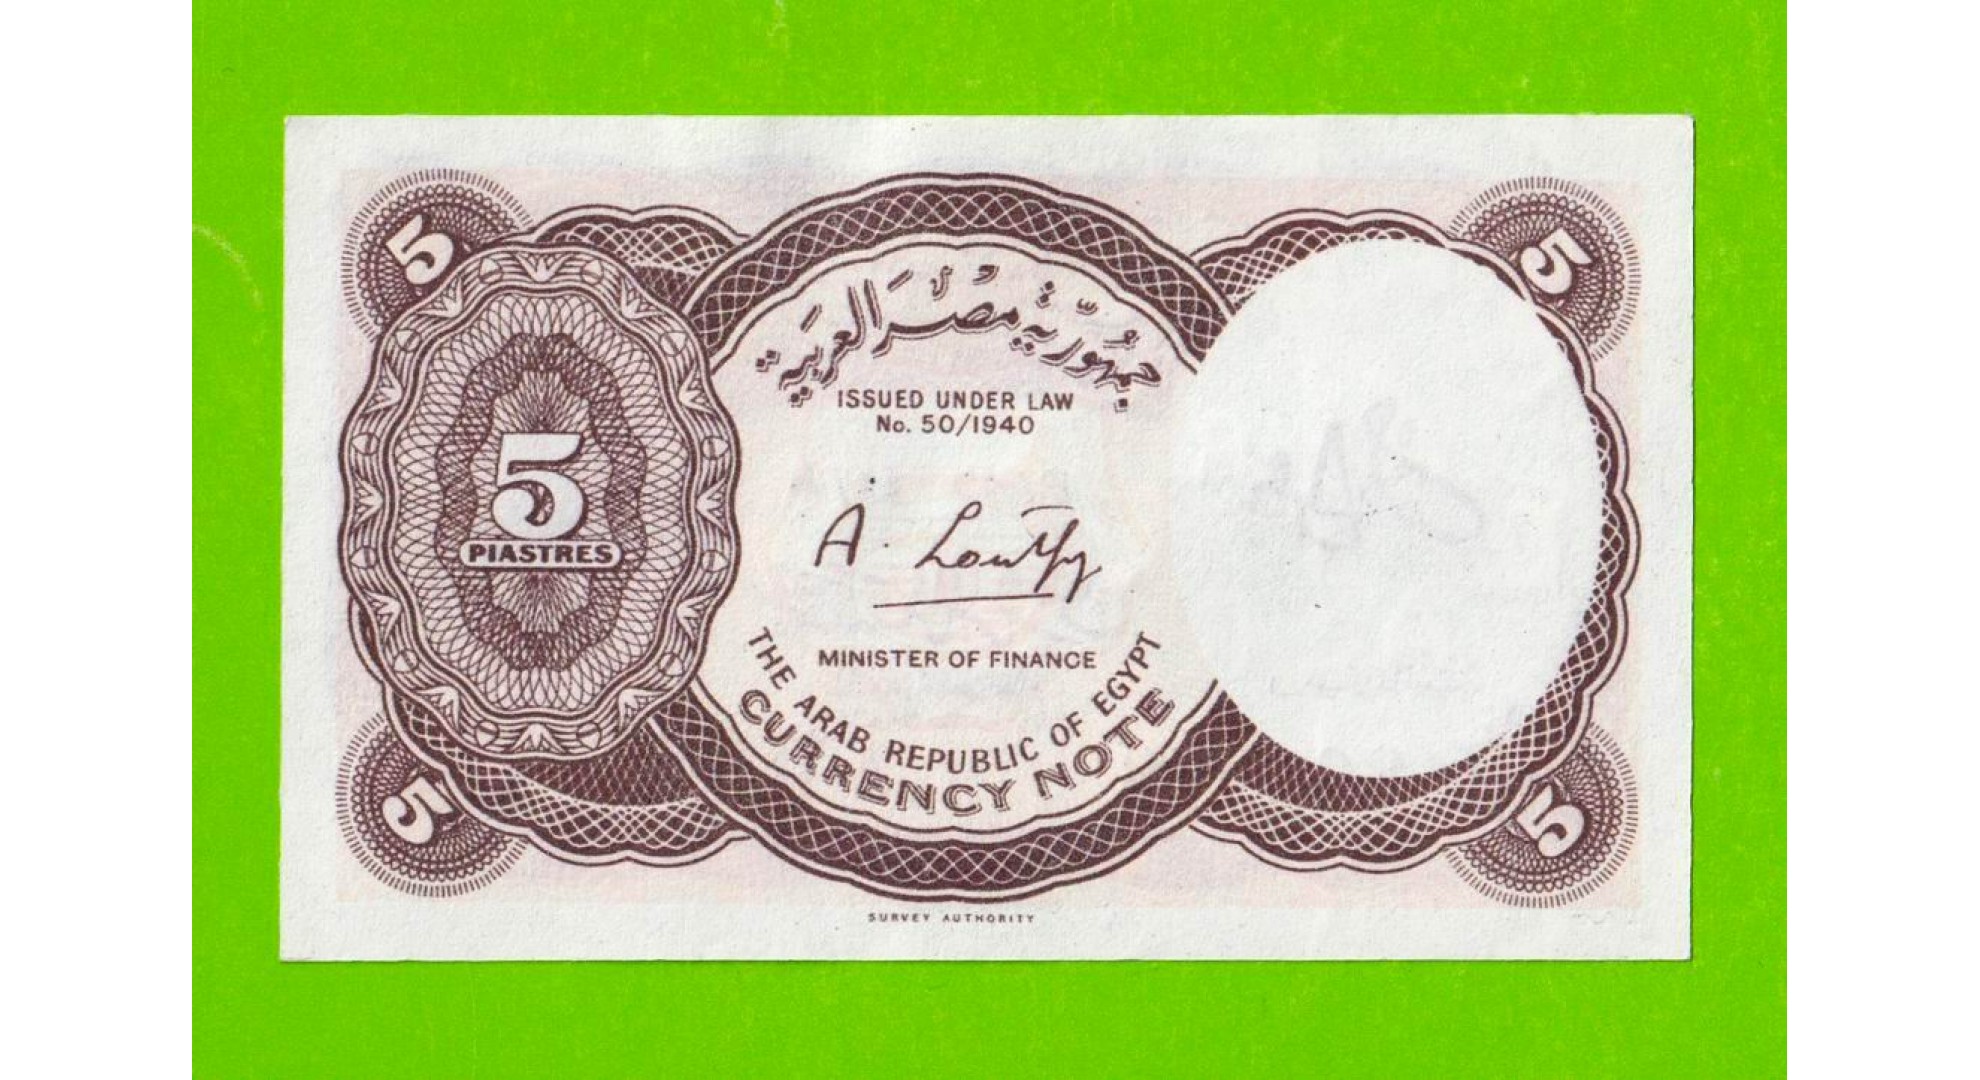 5
5
جمهورية مصر العربية
ISSUED UNDER LAW
No. 50/1940
5
PIASTRES
A. Loutfy
MINISTER OF FINANCE
THE ARAB REPUBLIC OF EGYPT
CURRENCY NOTE
5
5
SURVEY AUTHORITY